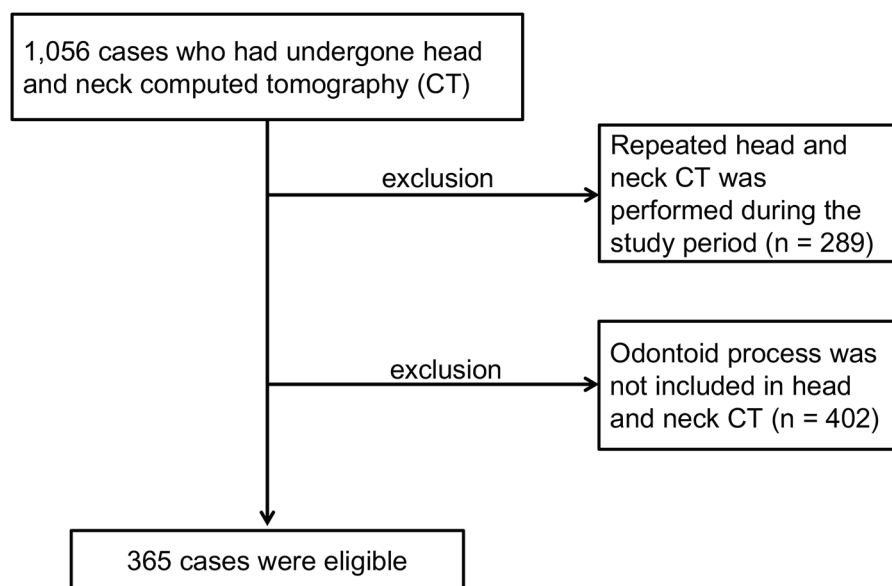 1,056 cases who had undergone head
and neck computed tomography (CT)
exclusion
Repeated head and
neck CT was
performed during the
study period (n = 289)
exclusion
Odontoid process was
not included in head
and neck CT (n = 402)
365 cases were eligible